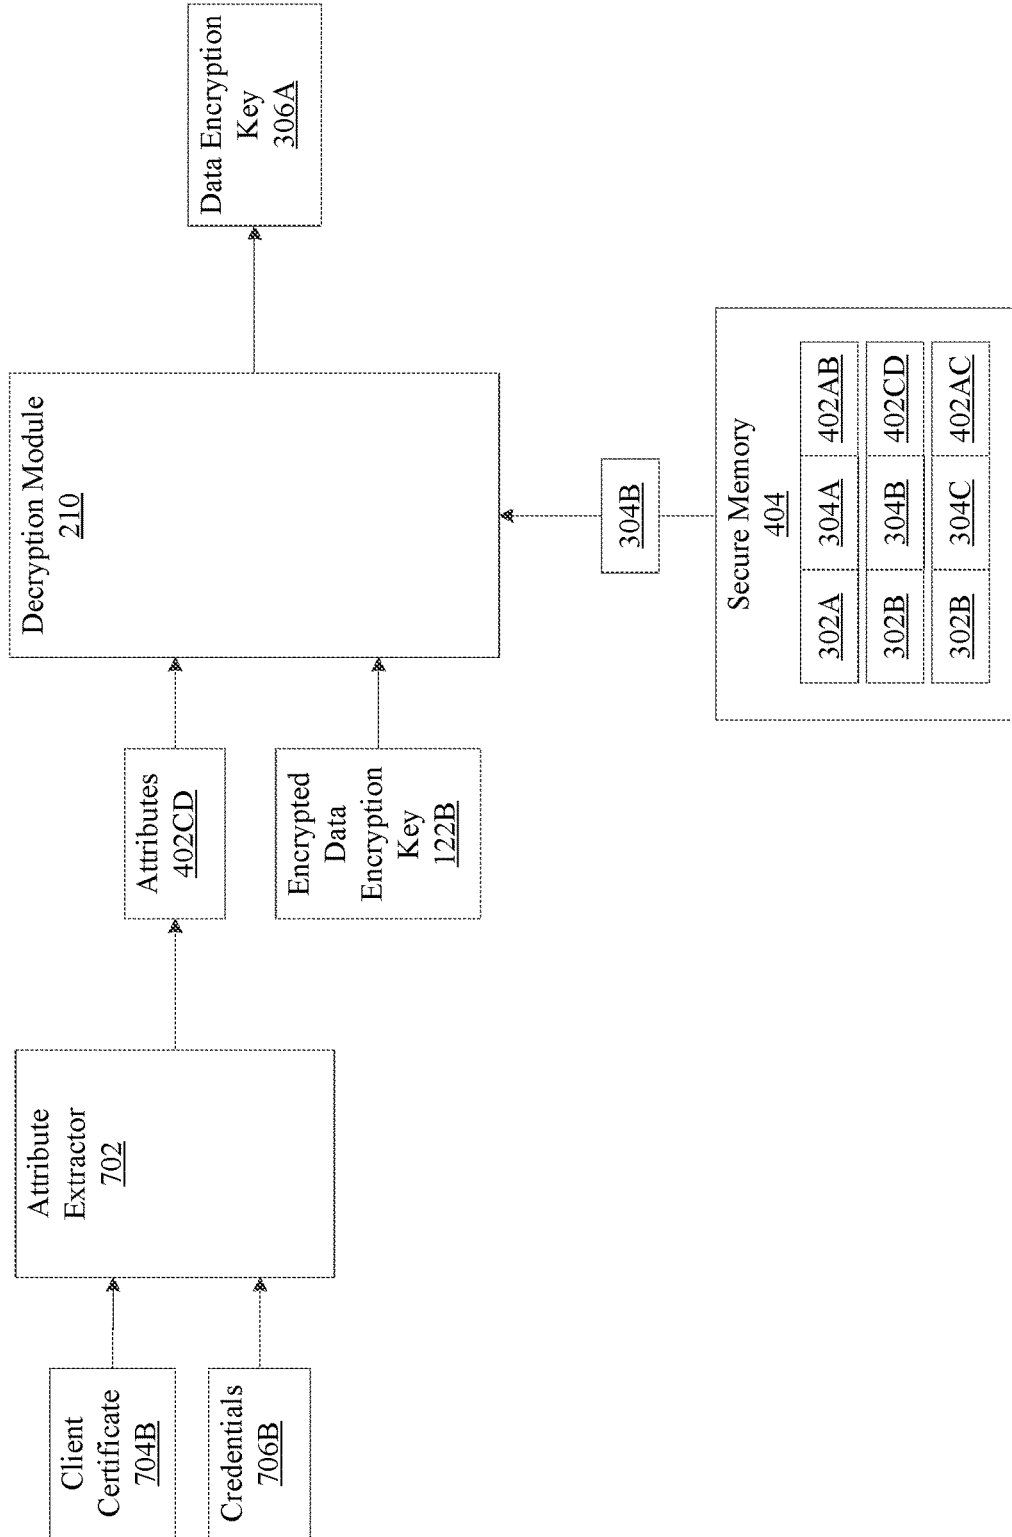 Client
Certificate
704B
Credentials
706B
Attribute
Extractor
702
Attributes
402CD
Encrypted
Data
Encryption
Key
122B
Decryption Module
210
Data Encryption
Key
306A
304B
Secure Memory
404
302A 304A 402AB
302B 304B 402CD
302B 304C 402AC